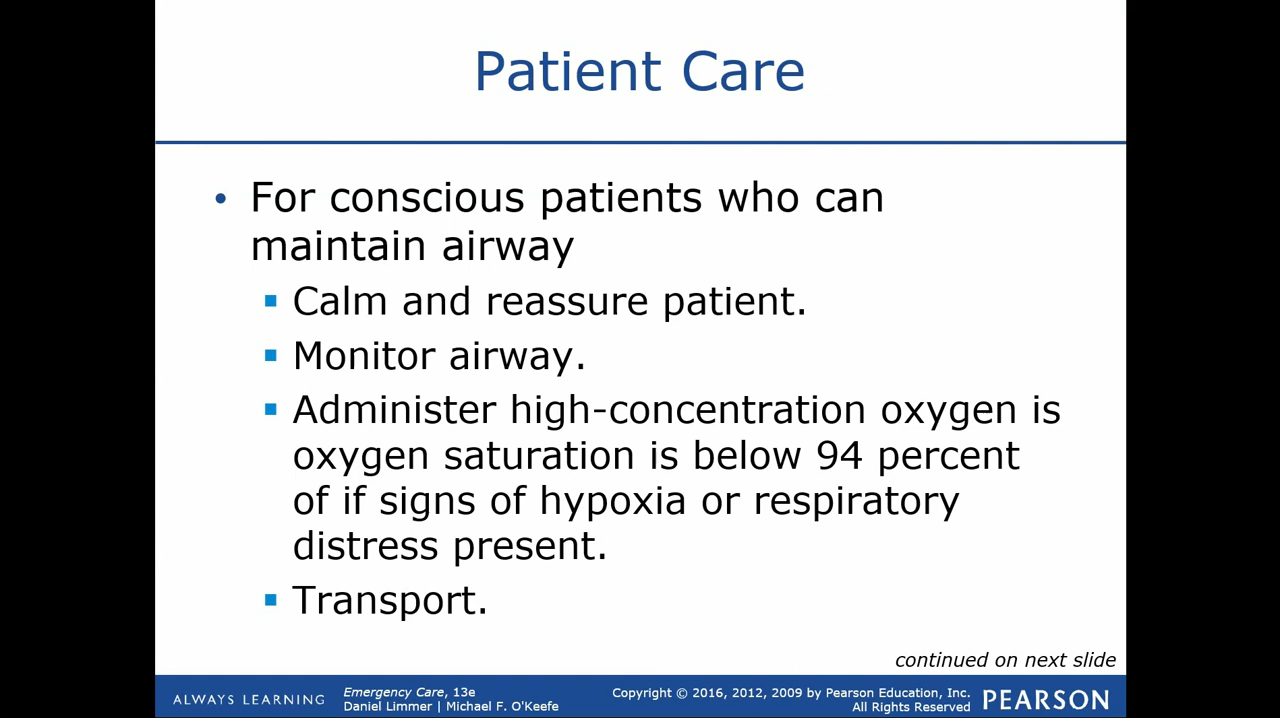 Patient Care
• For conscious patients who can
maintain airway
▪ Calm and reassure patient.
▪ Monitor airway.
▪ Administer high-concentration oxygen is
oxygen saturation is below 94 percent
of if signs of hypoxia or respiratory
distress present.
▪ Transport.
continued on next slide
ALWAYS LEARNING
Emergency Care, 13e
Daniel Limmer | Michael F. O'Keefe
Copyright © 2016, 2012, 2009 by Pearson Education, Inc.
All Rights Reserved
PEARSON